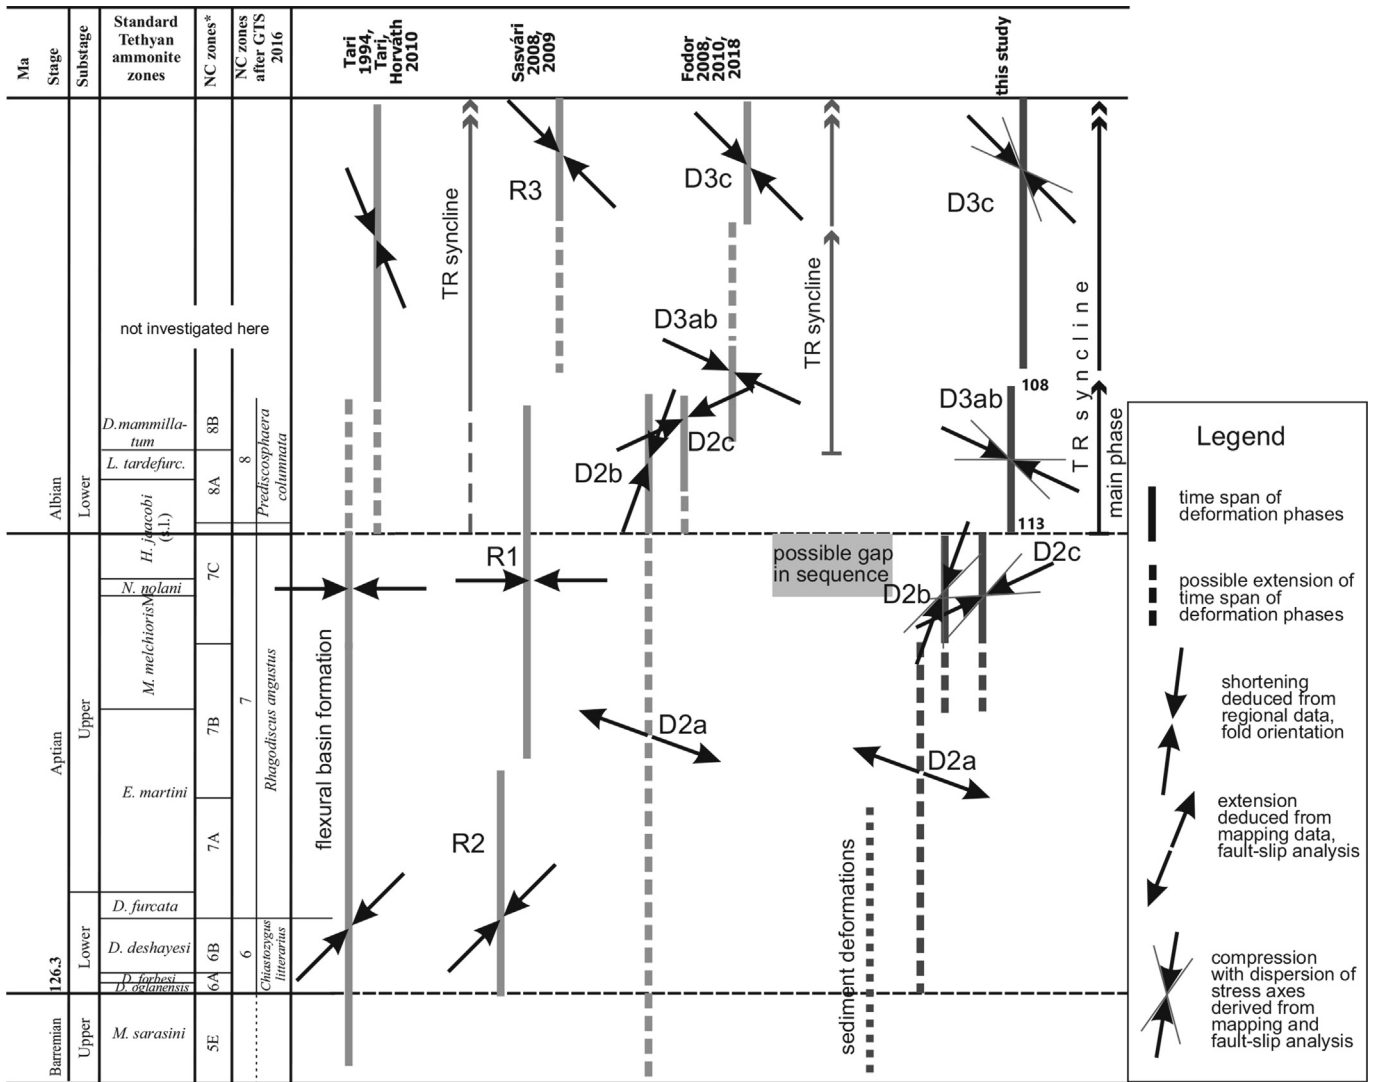 Ma
Stage
Substage
Standard
Tethyan
ammonite
zones
NC zones*
NC zones
after GTS
2016
Tari
1994,
Tari,
Horváth
2010
Sasvári
2008,
2009
Fodor
2008,
2010,
2018
this study
TR syncline
R3
D3c
TR syncline
D3c
TR syncline
main phase
not investigated here
D3ab
108
D3ab
Albian
Lower
D.mammilla-
tum
L. tardefurc.
H. jaacobi
(s.l.)
8B
8A
8
Prediscosphaera
columnata
D2c
D2b
113
R1
possible gap
in sequence
D2b
D2c
Aptian
Upper
N. nolani
M. melchiorisM
E. martini
7C
7B
7A
7
Rhagodiscus angustus
flexural basin formation
D2a
D2a
R2
sediment deformations
126.3
Lower
D. furcata
D. deshayesi
D. forbesi
D. oglanensis
6B
6A
6
Chiastozygus
litterarius
Barremian
Upper
M. sarasini
5E
Legend
time span of
deformation phases
possible extension of
time span of
deformation phases
shortening
deduced from
regional data,
fold orientation
extension
deduced from
mapping data,
fault-slip analysis
compression
with dispersion of
stress axes
derived from
mapping and
fault-slip analysis